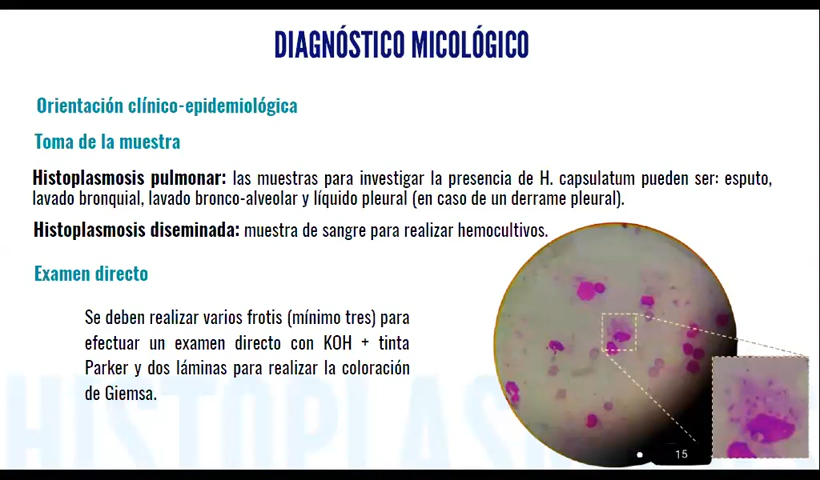 DIAGNÓSTICO MICOLÓGICO
Orientación clínico-epidemiológica
Toma de la muestra
Histoplasmosis pulmonar: las muestras para investigar la presencia de H. capsulatum pueden ser: esputo,
lavado bronquial, lavado bronco-alveolar y líquido pleural (en caso de un derrame pleural).
Histoplasmosis diseminada: muestra de sangre para realizar hemocultivos.
Examen directo
Se deben realizar varios frotis (mínimo tres) para
efectuar un examen directo con KOH + tinta
Parker y dos láminas para realizar la coloración
de Giemsa.
15